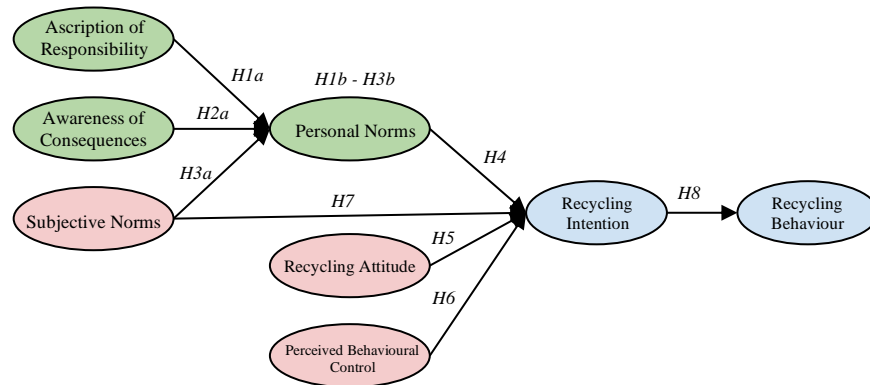 Ascription of
Responsibility
H1a
H1b - H3b
Awareness of
Consequences
H2a
Personal Norms
H3a
H4
Subjective Norms
H7
Recycling
Intention
H8
Recycling
Behaviour
Recycling Attitude
H5
H6
Perceived Behavioural
Control